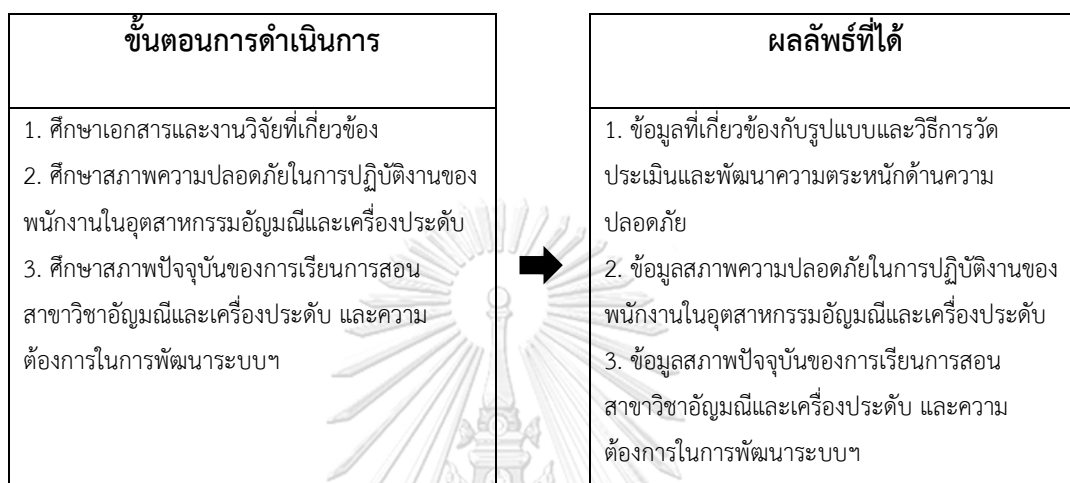 ขั้นตอนการดำเนินการ
1. ศึกษาเอกสารและงานวิจัยที่เกี่ยวข้อง
2. ศึกษาสภาพความปลอดภัยในการปฏิบัติงานของ
พนักงานในอุตสาหกรรมอัญมณีและเครื่องประดับ
3. ศึกษาสภาพปัจจุบันของการเรียนการสอน
สาขาวิชาอัญมณีและเครื่องประดับ และความ
ต้องการในการพัฒนาระบบฯ
ผลลัพธ์ที่ได้
1. ข้อมูลที่เกี่ยวข้องกับรูปแบบและวิธีการวัด
ประเมินและพัฒนาความตระหนักด้านความ
ปลอดภัย
2. ข้อมูลสภาพความปลอดภัยในการปฏิบัติงานของ
พนักงานในอุตสาหกรรมอัญมณีและเครื่องประดับ
3. ข้อมูลสภาพปัจจุบันของการเรียนการสอน
สาขาวิชาอัญมณีและเครื่องประดับ และความ
ต้องการในการพัฒนาระบบฯ